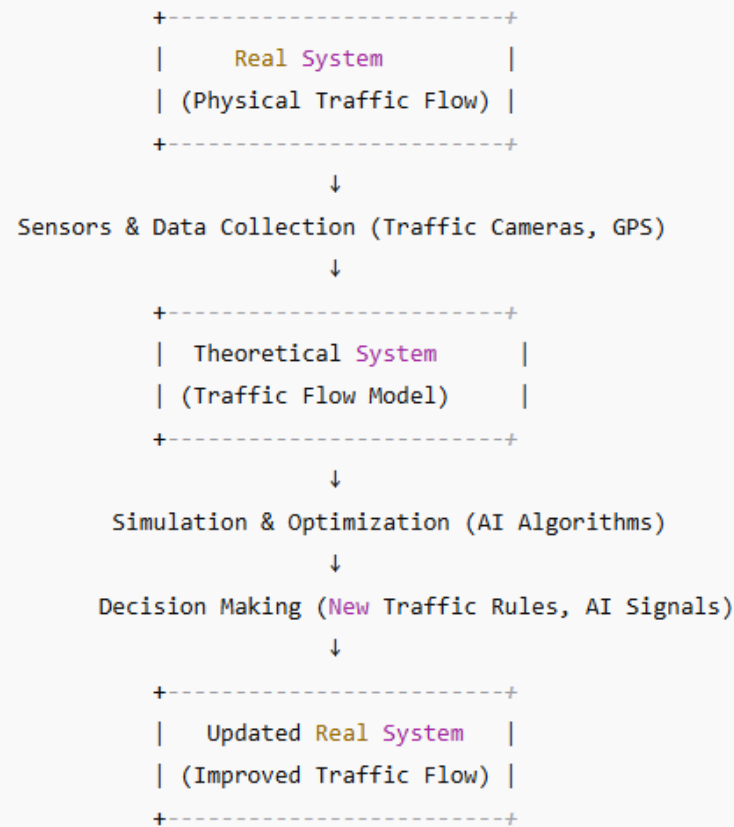 +-------------------------+
|     Real System         |
| (Physical Traffic Flow) |
+-------------------------+
↓
Sensors & Data Collection (Traffic Cameras, GPS)
↓
+-------------------------+
|  Theoretical System      |
| (Traffic Flow Model)     |
+-------------------------+
↓
Simulation & Optimization (AI Algorithms)
↓
Decision Making (New Traffic Rules, AI Signals)
↓
+-------------------------+
|   Updated Real System   |
| (Improved Traffic Flow) |
+-------------------------+